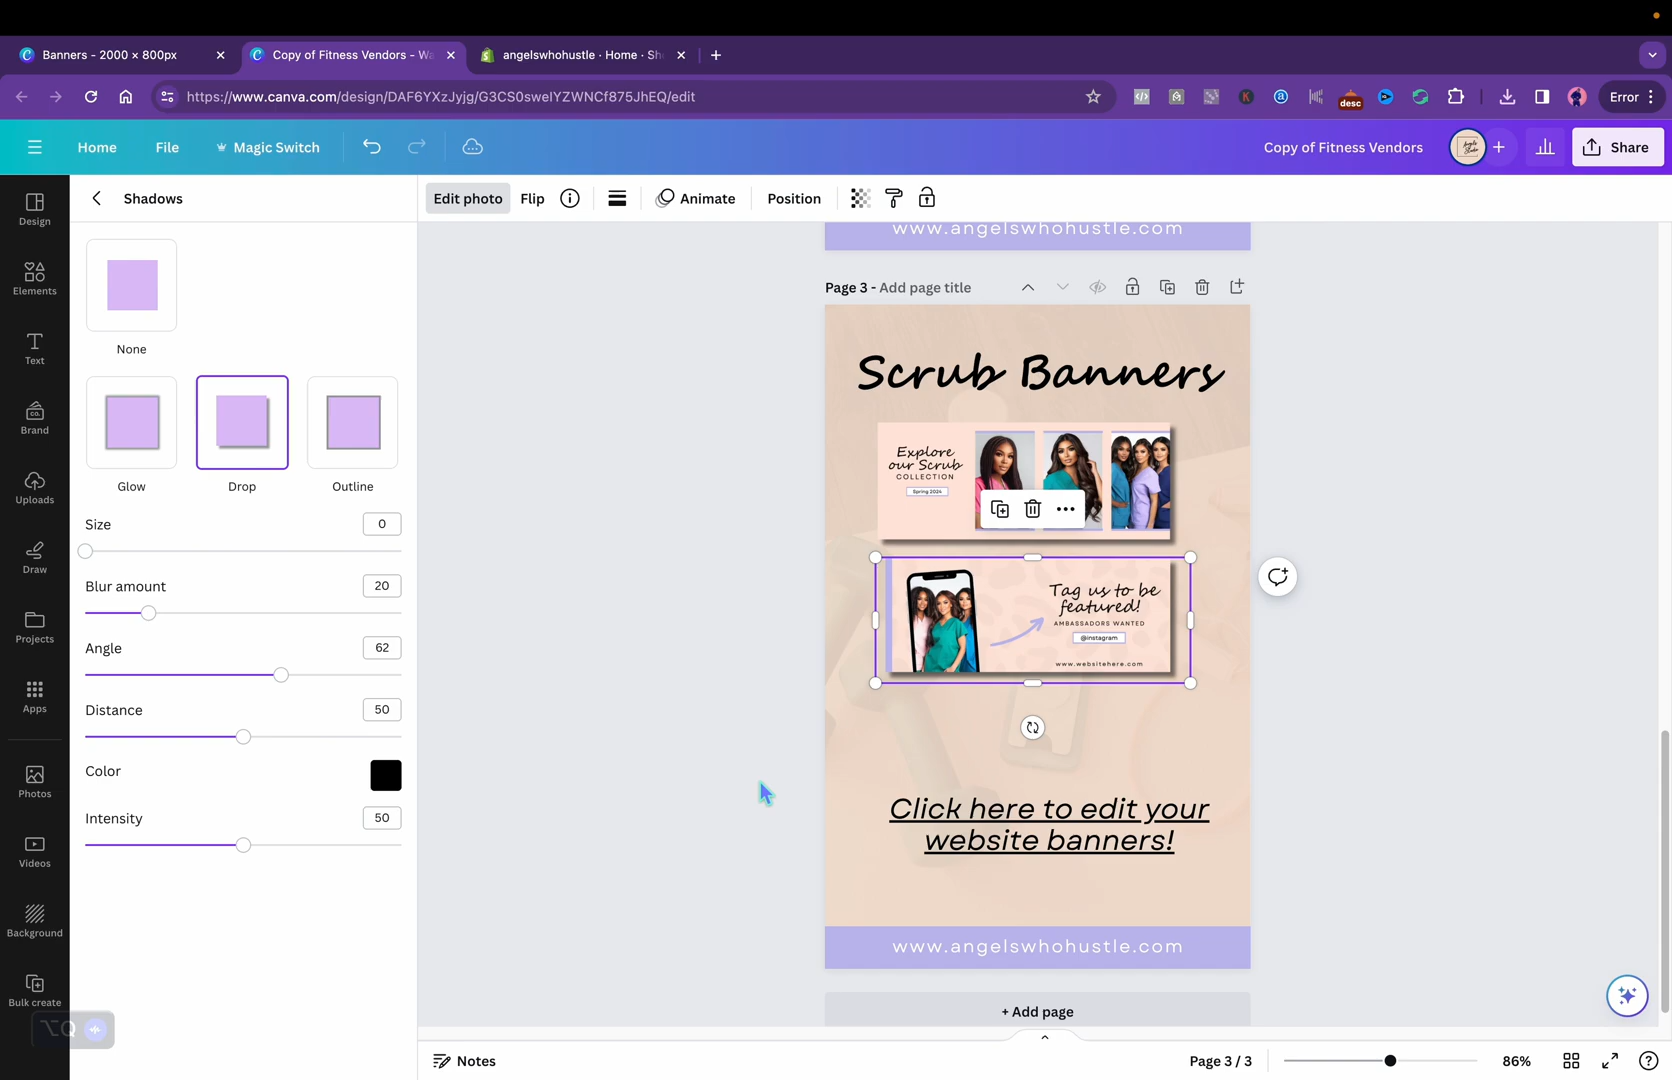 Banners - 2000 × 800px
Copy of Fitness Vendors - Wa
angelswhohustle · Home · Sh
https://www.canva.com/design/DAF6YXzJyjg/G3CS0swelYZWNCf875JhEQ/edit
desc
Error
Home
File
Magic Switch
Copy of Fitness Vendors
Share
Design
Elements
Text
Brand
Uploads
Draw
Projects
Apps
Photos
Videos
Background
Bulk create
⌥Q
Shadows
None
Glow
Drop
Outline
Size
0
Blur amount
20
Angle
62
Distance
50
Color
Intensity
50
Edit photo
Flip
Animate
Position
www.angelswhohustle.com
Page 3 - Add page title
Scrub Banners
Explore
our Scrub
COLLECTION
Spring 2024
Tag us to be
featured!
AMBASSADORS WANTED
@instagram
www.websitehere.com
Click here to edit your
website banners!
www.angelswhohustle.com
+ Add page
Notes
Page 3 / 3
86%